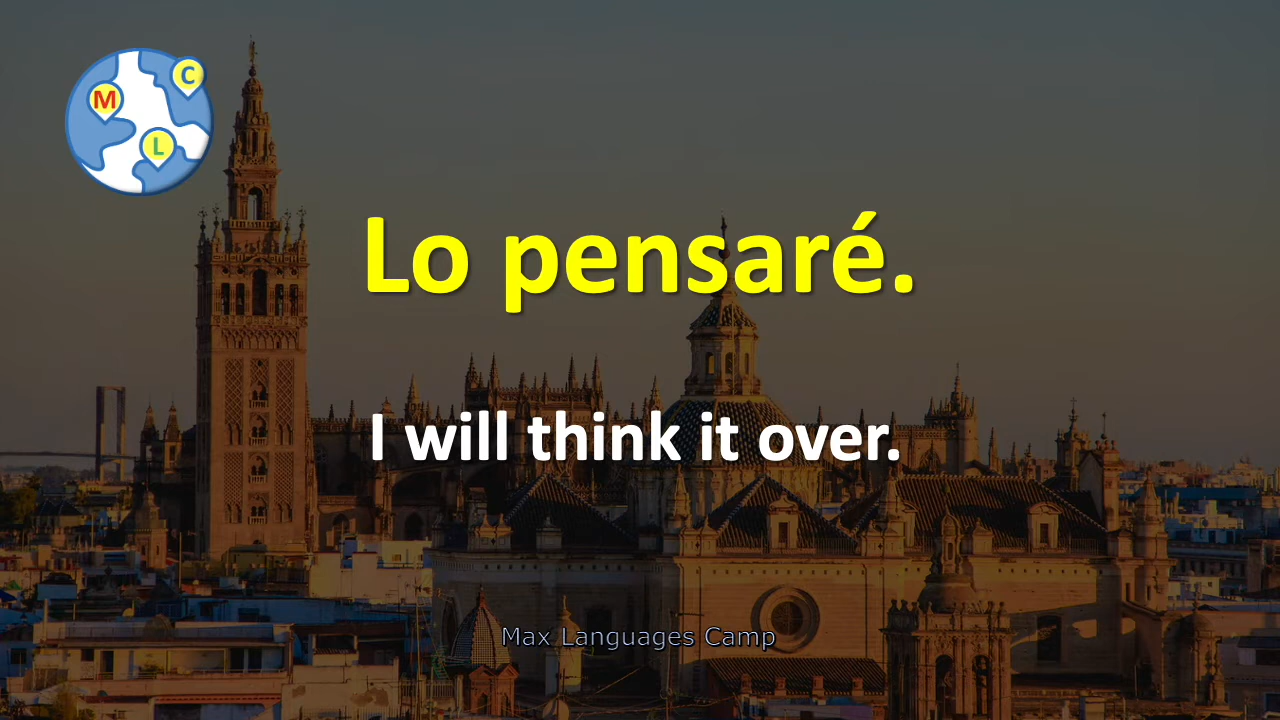 C
M
L
Lo pensaré.
I will think it over.
Max Languages Camp